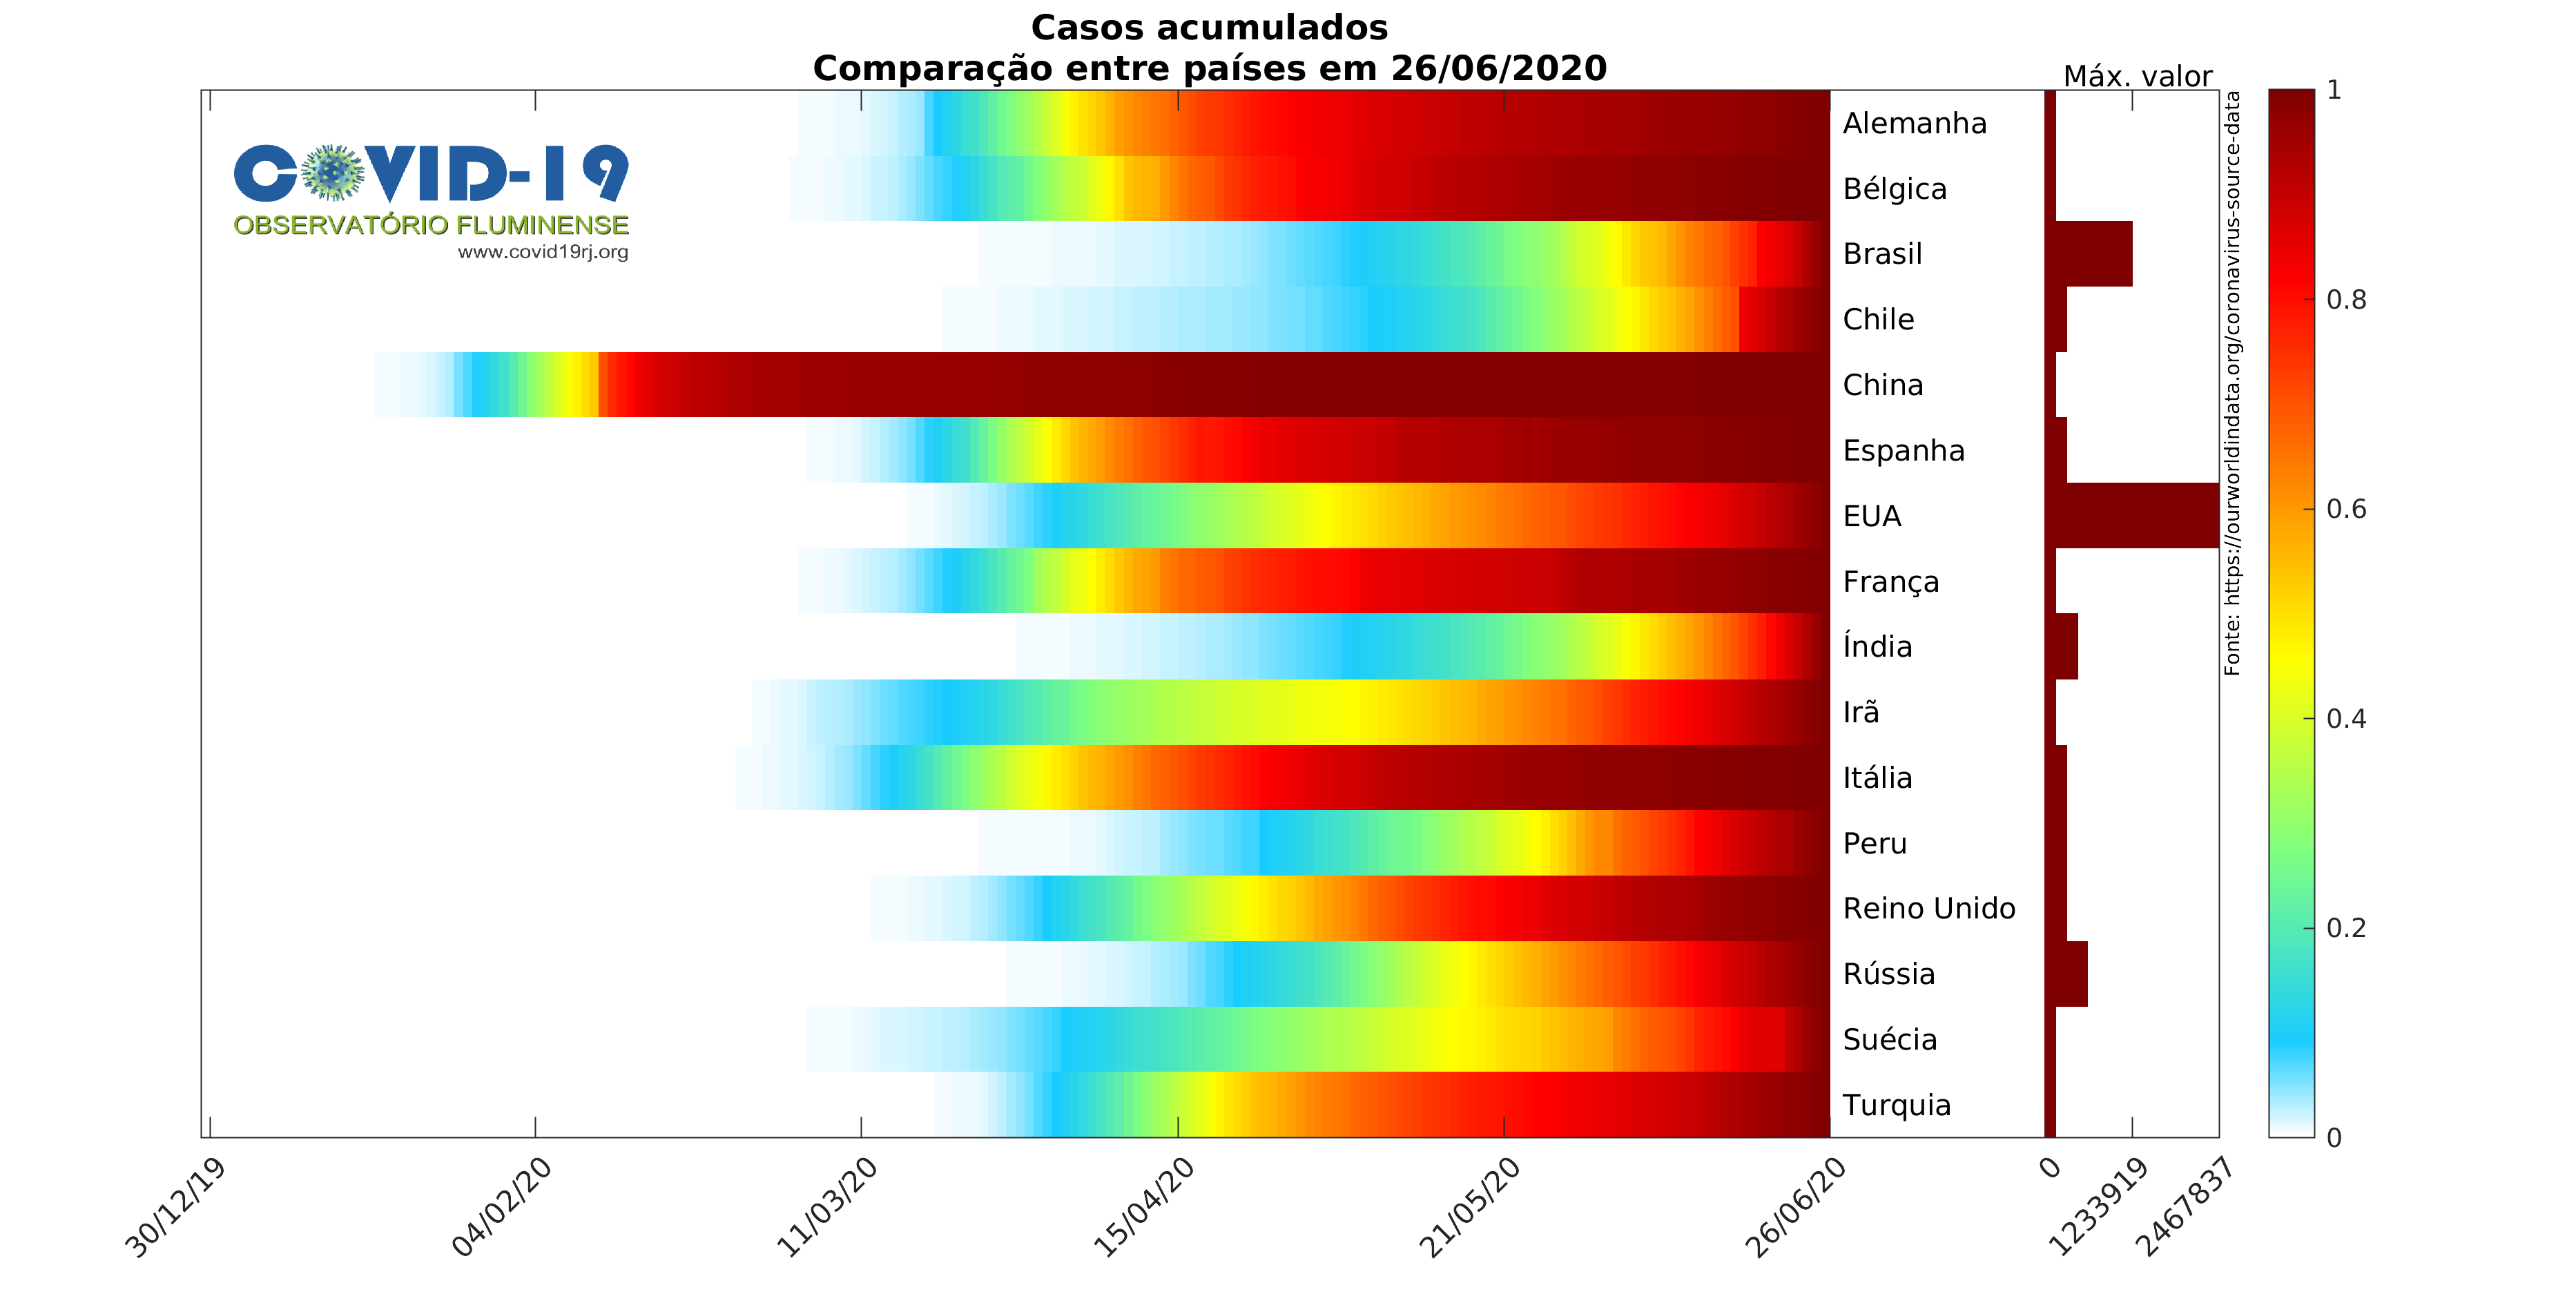 Casos acumulados
Comparação entre países em 26/06/2020
COVID-19
OBSERVATÓRIO FLUMINENSE
www.covid19rj.org
Alemanha
Bélgica
Brasil
Chile
China
Espanha
EUA
França
Índia
Irã
Itália
Peru
Reino Unido
Rússia
Suécia
Turquia
30/12/19
04/02/20
11/03/20
15/04/20
21/05/20
26/06/20
Máx. valor
0
1233919
2467837
Fonte: https://ourworldindata.org/coronavirus-source-data
1
0.8
0.6
0.4
0.2
0